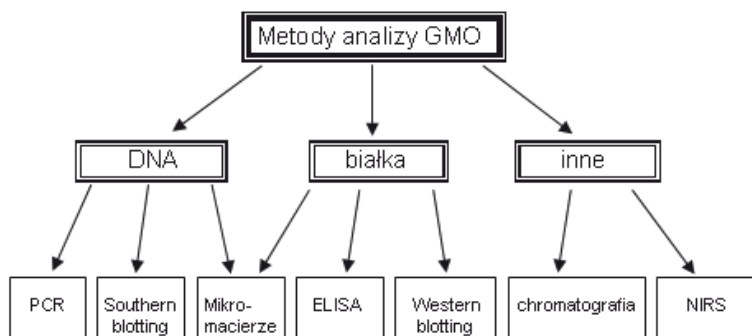 Metody analizy GMO
DNA
białka
inne
PCR
Southern
blotting
Mikro-
macierze
ELISA
Western
blotting
chromatografia
NIRS